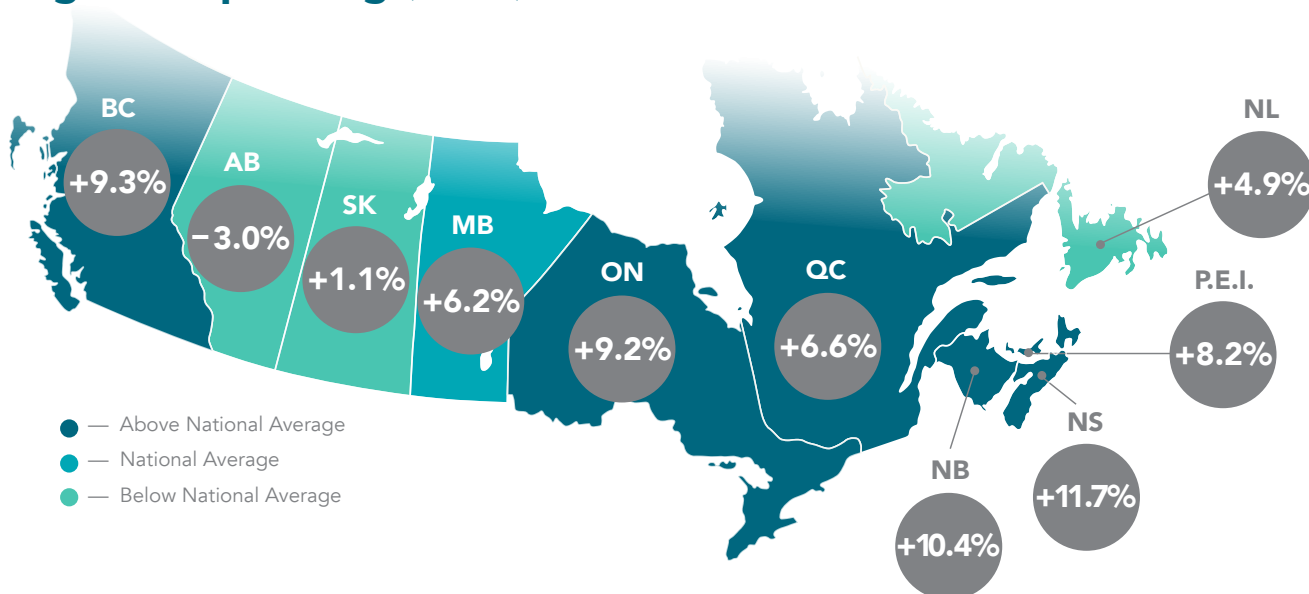 BC
+9.3%
AB
−3.0%
SK
+1.1%
MB
+6.2%
ON
+9.2%
QC
+6.6%
NL
+4.9%
P.E.I.
+8.2%
NS
+11.7%
NB
+10.4%
— Above National Average
— National Average
— Below National Average